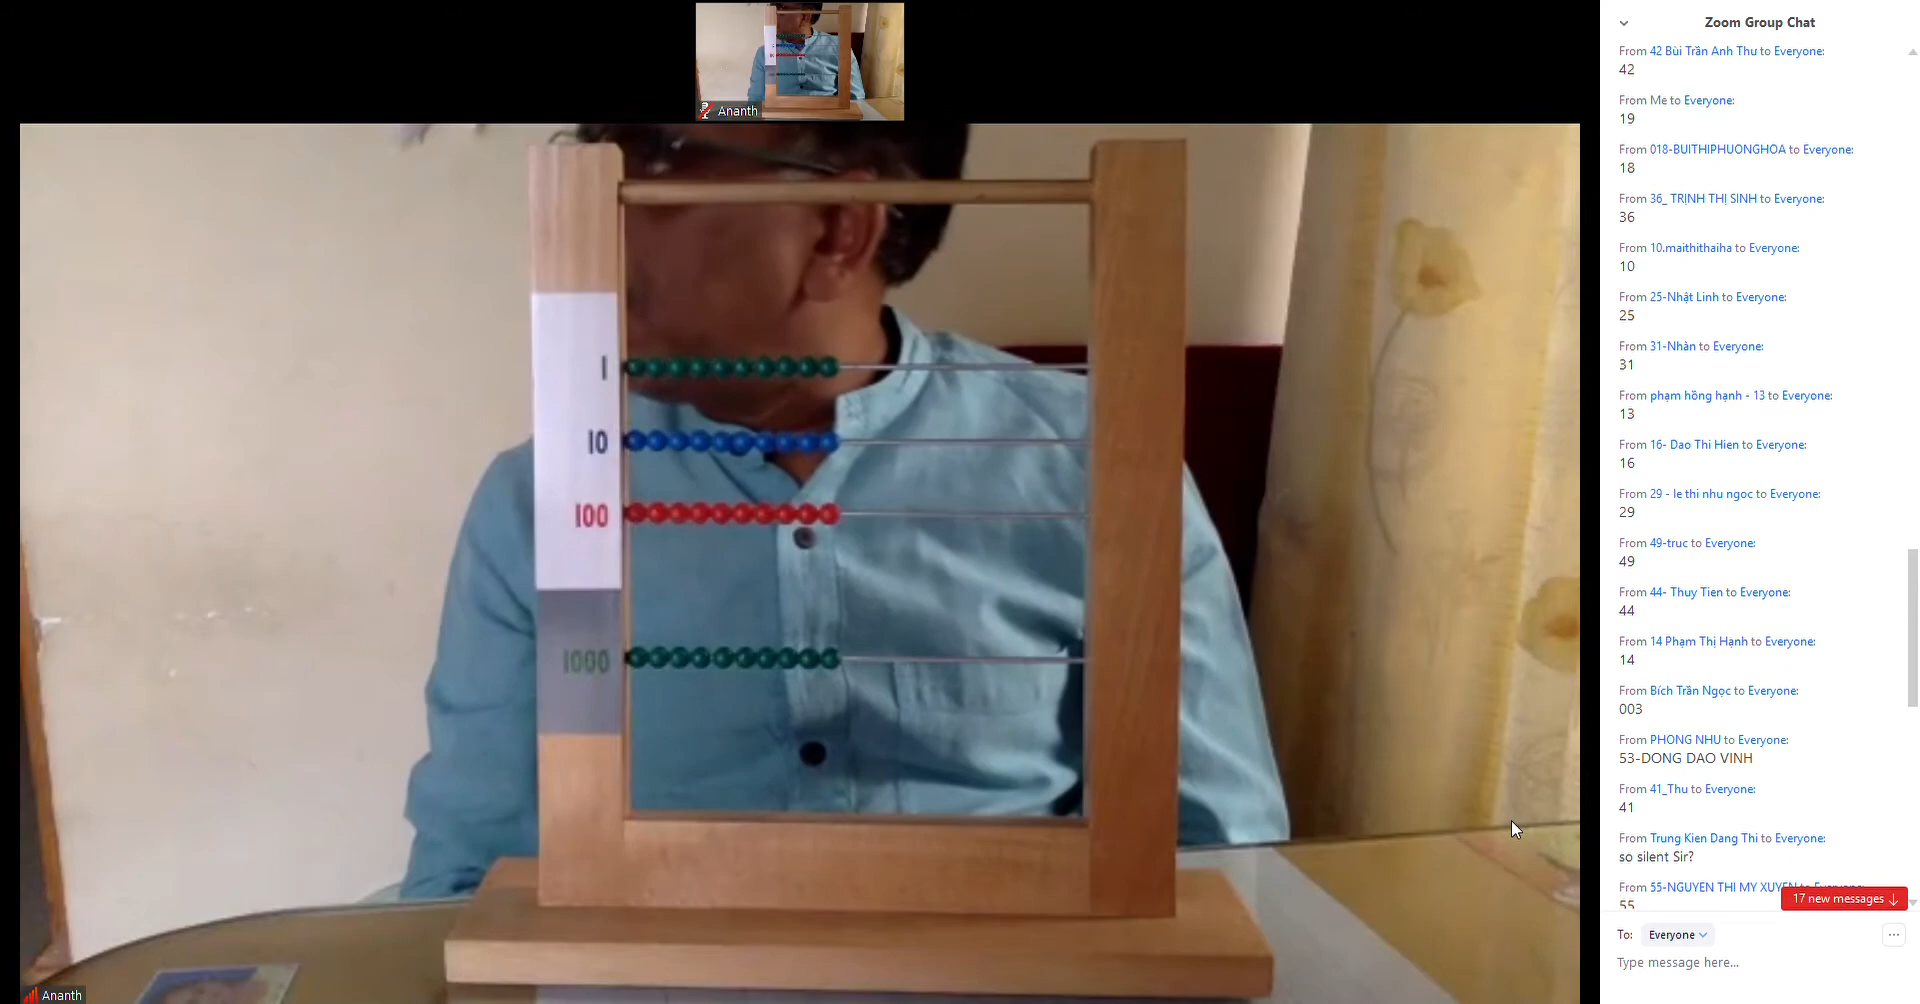 Ananth
1
10
100
1000
Ananth
Zoom Group Chat
From 42 Bùi Trần Anh Thu to Everyone:
42
From Me to Everyone:
19
From 018-BUITHIPHUONGHOA to Everyone:
18
From 36_ TRỊNH THỊ SINH to Everyone:
36
From 10.maithithaiha to Everyone:
10
From 25-Nhật Linh to Everyone:
25
From 31-Nhàn to Everyone:
31
From phạm hồng hạnh - 13 to Everyone:
13
From 16- Dao Thi Hien to Everyone:
16
From 29 - le thi nhu ngoc to Everyone:
29
From 49-truc to Everyone:
49
From 44- Thuy Tien to Everyone:
44
From 14 Phạm Thị Hạnh to Everyone:
14
From Bích Trần Ngọc to Everyone:
003
From PHONG NHU to Everyone:
53-DONG DAO VINH
From 41_Thu to Everyone:
41
From Trung Kien Dang Thi to Everyone:
so silent Sir?
From 55-NGUYEN THI MY XUYEN to Everyone:
55
17 new messages
To: Everyone
Type message here...